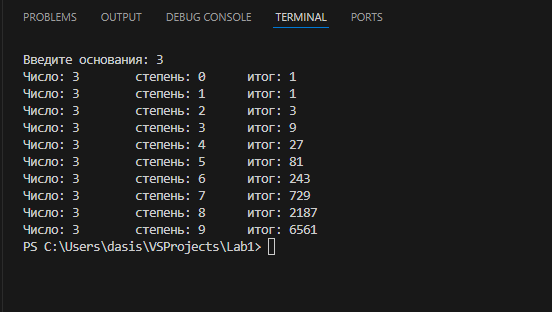 PROBLEMS OUTPUT DEBUG CONSOLE TERMINAL PORTS
Введите основания: 3
Число: 3 степень: 0 итог: 1
Число: 3 степень: 1 итог: 1
Число: 3 степень: 2 итог: 3
Число: 3 степень: 3 итог: 9
Число: 3 степень: 4 итог: 27
Число: 3 степень: 5 итог: 81
Число: 3 степень: 6 итог: 243
Число: 3 степень: 7 итог: 729
Число: 3 степень: 8 итог: 2187
Число: 3 степень: 9 итог: 6561
PS C:\Users\dasis\VSProjects\Lab1>